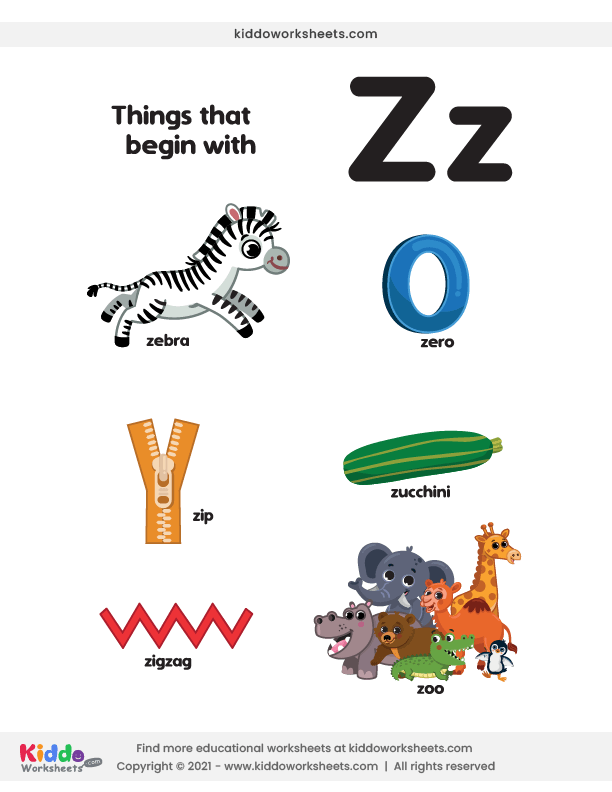 kiddoworksheets.com
Things that
begin with
Zz
zebra
zero
zip
zucchini
zigzag
zoo
Kiddo
Worksheets.com
Find more educational worksheets at kiddoworksheets.com
Copyright © 2021 - www.kiddoworksheets.com | All rights reserved